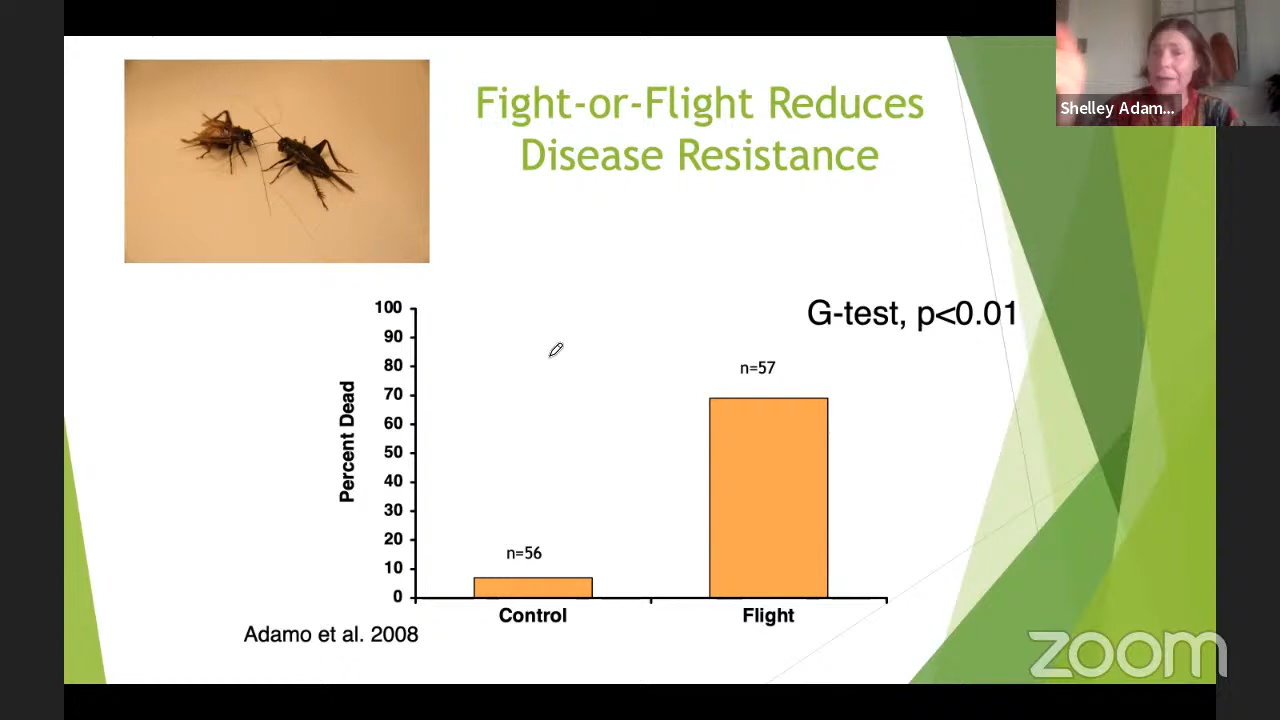 Shelley Adam...
Fight-or-Flight Reduces
Disease Resistance
G-test, p<0.01
Percent Dead
100
90
80
70
60
50
40
30
20
10
0
n=56
n=57
Control
Flight
Adamo et al. 2008
zoom